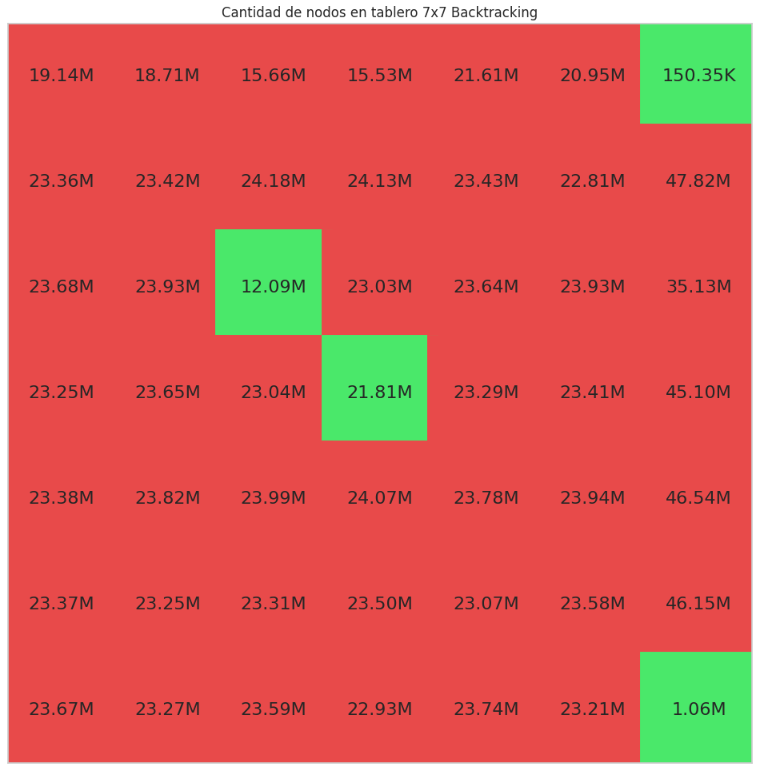 Cantidad de nodos en tablero 7x7 Backtracking
19.14M 18.71M 15.66M 15.53M 21.61M 20.95M 150.35K
23.36M 23.42M 24.18M 24.13M 23.43M 22.81M 47.82M
23.68M 23.93M 12.09M 23.03M 23.64M 23.93M 35.13M
23.25M 23.65M 23.04M 21.81M 23.29M 23.41M 45.10M
23.38M 23.82M 23.99M 24.07M 23.78M 23.94M 46.54M
23.37M 23.25M 23.31M 23.50M 23.07M 23.58M 46.15M
23.67M 23.27M 23.59M 22.93M 23.74M 23.21M 1.06M